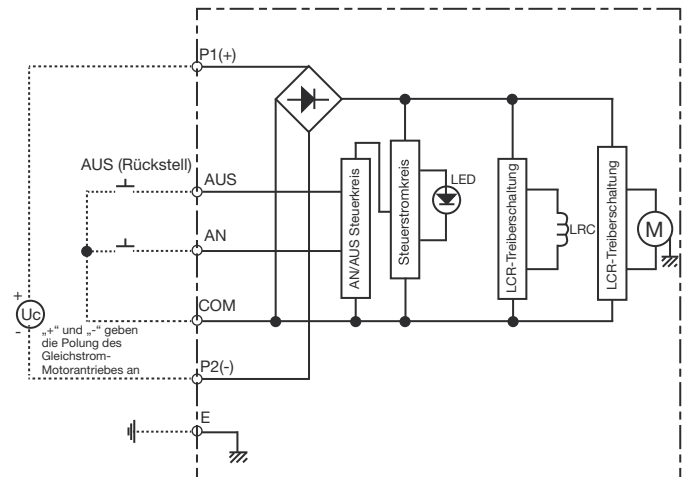 P1(+)
AUS (Rückstell)
AUS
AN
COM
+
Uc
-
„+“ und „-“ geben
die Polung des
Gleichstrom-
Motorantriebes an
P2(-)
E
AN/AUS Steuerkreis
Steuerstromkreis
LED
LCR-Treiberschaltung
LRC
LCR-Treiberschaltung
M